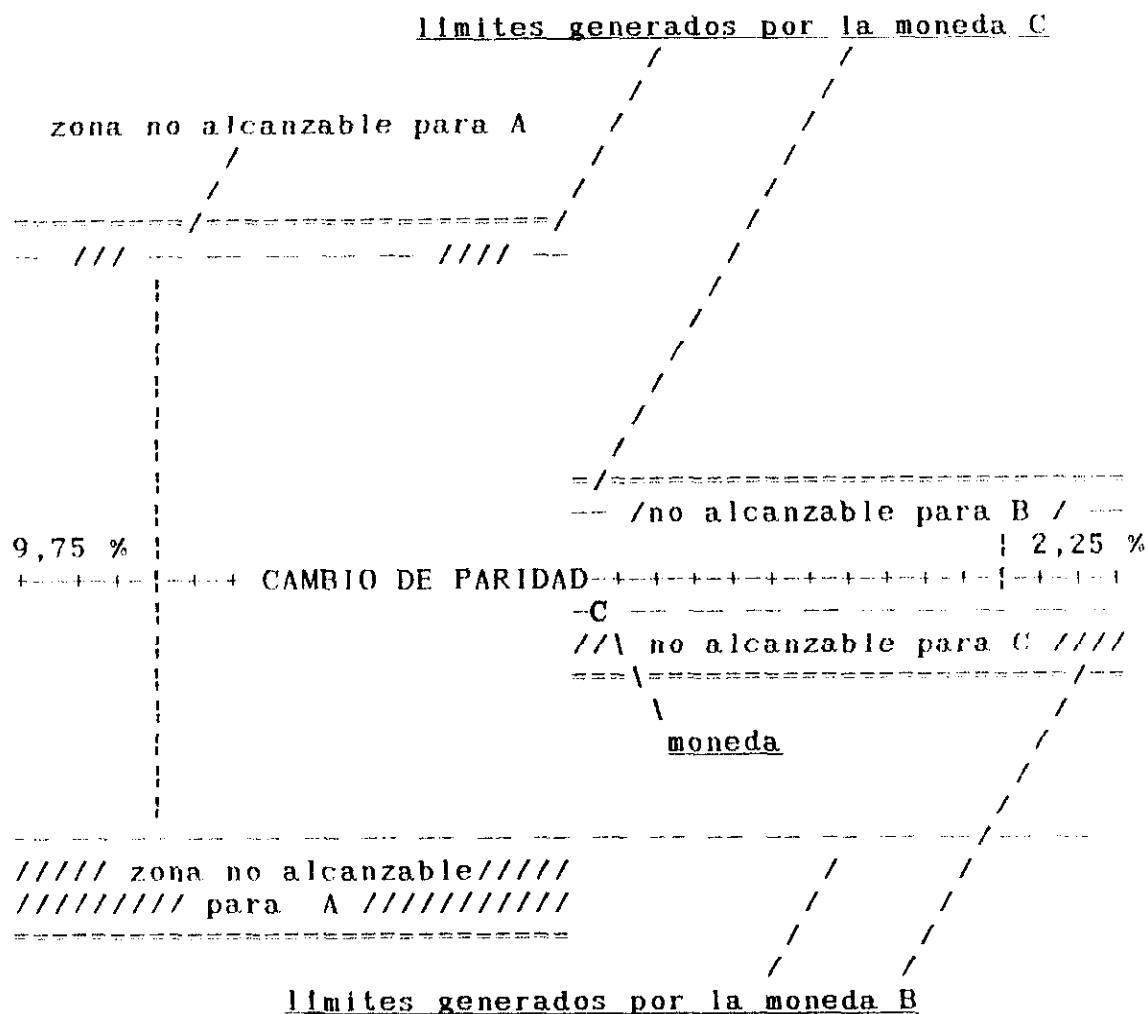 límites generados por la moneda C
zona no alcanzable para A
/no alcanzable para B /
9,75 % 2,25 %
CAMBIO DE PARIDAD
C
//\ no alcanzable para C ////
moneda
///// zona no alcanzable/////
///////// para A ///////////
límites generados por la moneda B